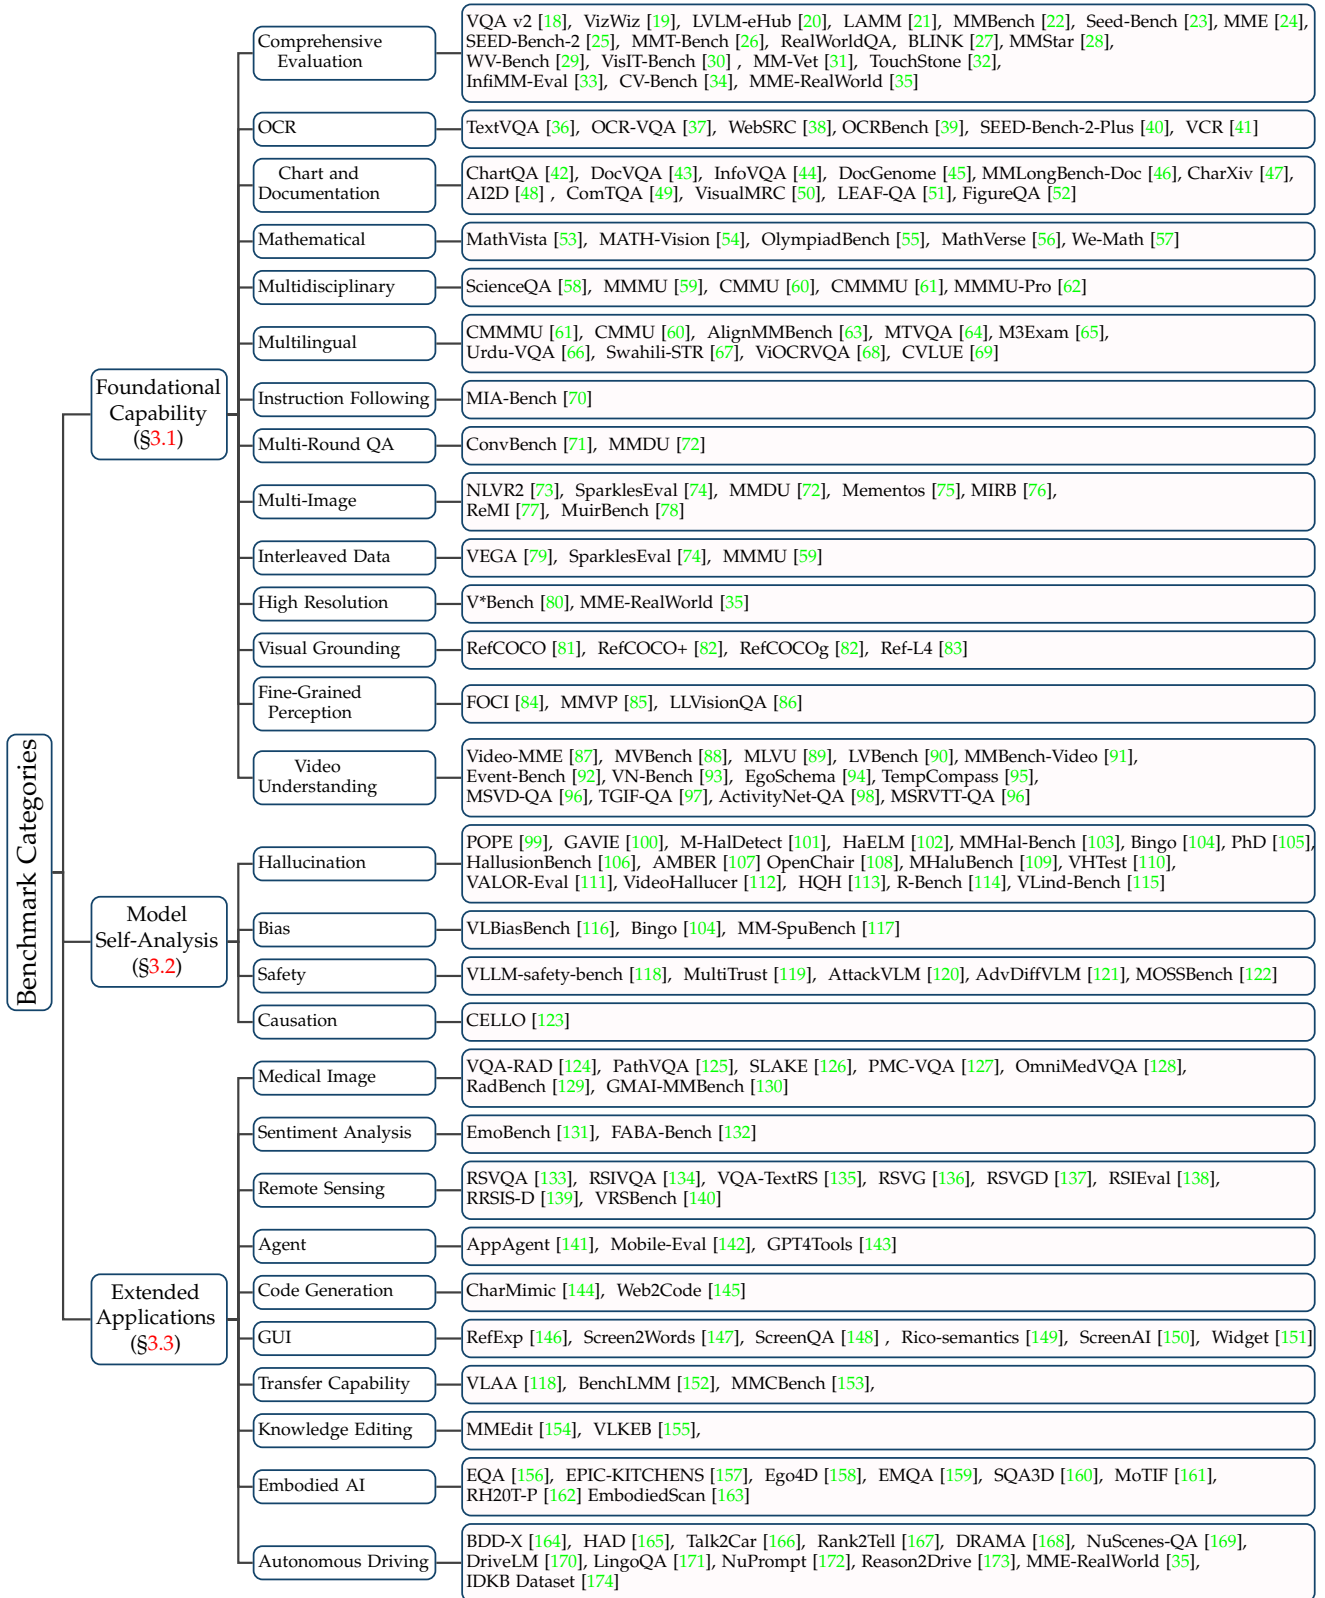 Benchmark Categories
Foundational
Capability
(§3.1)
Comprehensive
Evaluation
VQA v2 [18], VizWiz [19], LVLM-eHub [20], LAMM [21], MMBench [22], Seed-Bench [23], MME [24],
SEED-Bench-2 [25], MMT-Bench [26], RealWorldQA, BLINK [27], MMStar [28],
WV-Bench [29], VisIT-Bench [30] , MM-Vet [31], TouchStone [32],
InfiMM-Eval [33], CV-Bench [34], MME-RealWorld [35]
OCR
TextVQA [36], OCR-VQA [37], WebSRC [38], OCRBench [39], SEED-Bench-2-Plus [40], VCR [41]
Chart and
Documentation
ChartQA [42], DocVQA [43], InfoVQA [44], DocGenome [45], MMLongBench-Doc [46], CharXiv [47],
AI2D [48] , ComTQA [49], VisualMRC [50], LEAF-QA [51], FigureQA [52]
Mathematical
MathVista [53], MATH-Vision [54], OlympiadBench [55], MathVerse [56], We-Math [57]
Multidisciplinary
ScienceQA [58], MMMU [59], CMMU [60], CMMMU [61], MMMU-Pro [62]
Multilingual
CMMMU [61], CMMU [60], AlignMMBench [63], MTVQA [64], M3Exam [65],
Urdu-VQA [66], Swahili-STR [67], ViOCRVQA [68], CVLUE [69]
Instruction Following
MIA-Bench [70]
Multi-Round QA
ConvBench [71], MMDU [72]
Multi-Image
NLVR2 [73], SparklesEval [74], MMDU [72], Mementos [75], MIRB [76],
ReMI [77], MuirBench [78]
Interleaved Data
VEGA [79], SparklesEval [74], MMMU [59]
High Resolution
V*Bench [80], MME-RealWorld [35]
Visual Grounding
RefCOCO [81], RefCOCO+ [82], RefCOCOg [82], Ref-L4 [83]
Fine-Grained
Perception
FOCI [84], MMVP [85], LLVisionQA [86]
Video
Understanding
Video-MME [87], MVBench [88], MLVU [89], LVBench [90], MMBench-Video [91],
Event-Bench [92], VN-Bench [93], EgoSchema [94], TempCompass [95],
MSVD-QA [96], TGIF-QA [97], ActivityNet-QA [98], MSRVTT-QA [96]
Model
Self-Analysis
(§3.2)
Hallucination
POPE [99], GAVIE [100], M-HalDetect [101], HaELM [102], MMHal-Bench [103], Bingo [104], PhD [105],
HallusionBench [106], AMBER [107] OpenChair [108], MHaluBench [109], VHTest [110],
VALOR-Eval [111], VideoHallucer [112], HQH [113], R-Bench [114], VLind-Bench [115]
Bias
VLBiasBench [116], Bingo [104], MM-SpuBench [117]
Safety
VLLM-safety-bench [118], MultiTrust [119], AttackVLM [120], AdvDiffVLM [121], MOSSBench [122]
Causation
CELLO [123]
Extended
Applications
(§3.3)
Medical Image
VQA-RAD [124], PathVQA [125], SLAKE [126], PMC-VQA [127], OmniMedVQA [128],
RadBench [129], GMAI-MMBench [130]
Sentiment Analysis
EmoBench [131], FABA-Bench [132]
Remote Sensing
RSVQA [133], RSIVQA [134], VQA-TextRS [135], RSVG [136], RSVGD [137], RSIEval [138],
RRSIS-D [139], VRSBench [140]
Agent
AppAgent [141], Mobile-Eval [142], GPT4Tools [143]
Code Generation
CharMimic [144], Web2Code [145]
GUI
RefExp [146], Screen2Words [147], ScreenQA [148] , Rico-semantics [149], ScreenAI [150], Widget [151]
Transfer Capability
VLAA [118], BenchLMM [152], MMCBench [153],
Knowledge Editing
MMEdit [154], VLKEB [155],
Embodied AI
EQA [156], EPIC-KITCHENS [157], Ego4D [158], EMQA [159], SQA3D [160], MoTIF [161],
RH20T-P [162] EmbodiedScan [163]
Autonomous Driving
BDD-X [164], HAD [165], Talk2Car [166], Rank2Tell [167], DRAMA [168], NuScenes-QA [169],
DriveLM [170], LingoQA [171], NuPrompt [172], Reason2Drive [173], MME-RealWorld [35],
IDKB Dataset [174]